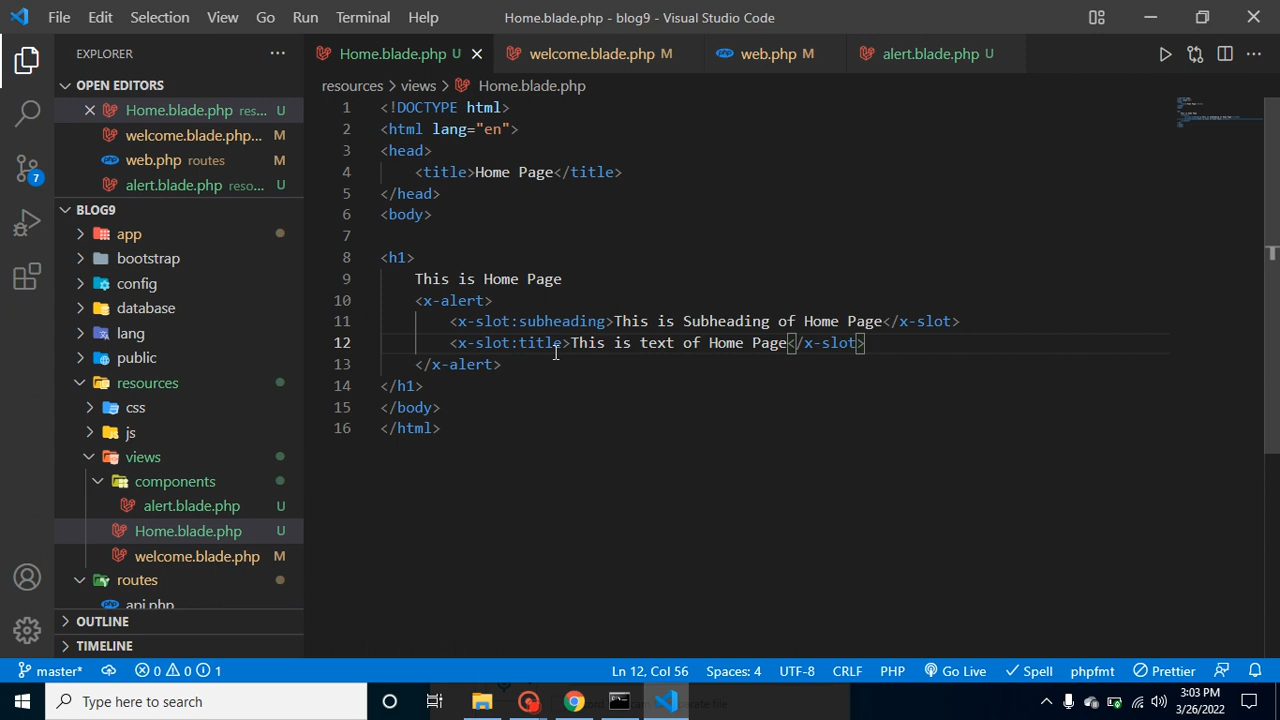 File Edit Selection View Go Run Terminal Help Home.blade.php - blog9 - Visual Studio Code
EXPLORER
Home.blade.php U
welcome.blade.php M
web.php M
alert.blade.php U
OPEN EDITORS
Home.blade.php res... U
welcome.blade.php... M
web.php routes M
alert.blade.php reso... U
BLOG9
app
bootstrap
config
database
lang
public
resources
css
js
views
components
alert.blade.php U
Home.blade.php U
welcome.blade.php M
routes
api.php
OUTLINE
TIMELINE
7
resources > views > Home.blade.php
1 <!DOCTYPE html>
2 <html lang="en">
3 <head>
4 <title>Home Page</title>
5 </head>
6 <body>
7
8 <h1>
9 This is Home Page
10 <x-alert>
11 <x-slot:subheading>This is Subheading of Home Page</x-slot>
12 <x-slot:title>This is text of Home Page</x-slot>
13 </x-alert>
14 </h1>
15 </body>
16 </html>
master* 0 0 1 Ln 12, Col 56 Spaces: 4 UTF-8 CRLF PHP Go Live Spell phpfmt Prettier
Type here to search
3:03 PM
3/26/2022